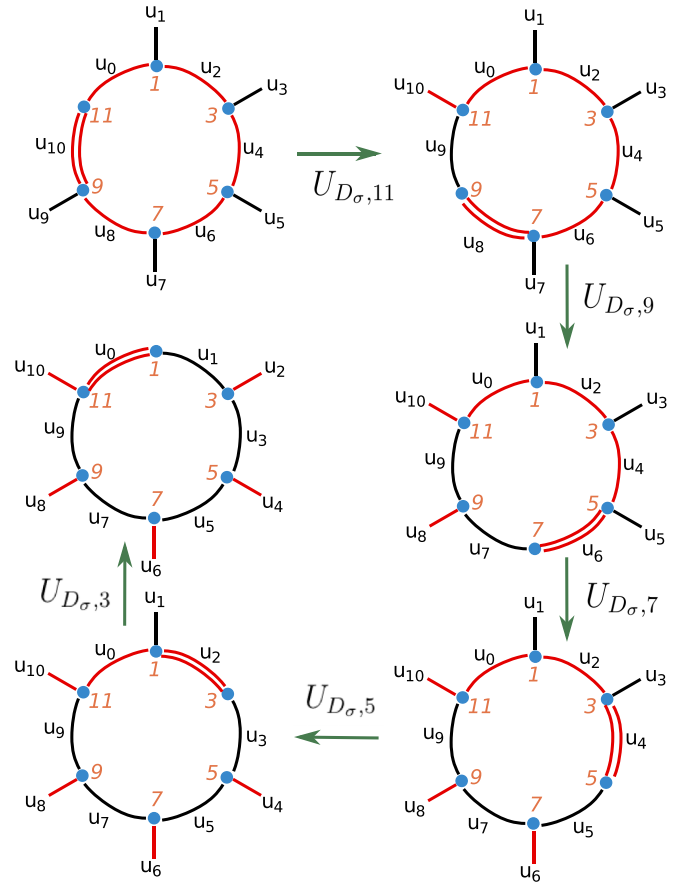 u₁ u₁
u₀ u₂ u₁₀ u₀ u₂
1 u₃ 1 u₃
11 3 11 3
u₁₀ u₄ u₉ u₄
9 5 9 5
U_{D_σ,11}
u₉ 7 u₅ 7 u₅
u₈ u₆ u₈ u₆
u₇ u₇
U_{D_σ,9}
u₁
u₀ u₁ u₀ u₂
u₁₀ 1 u₂ u₁₀ 1 u₃
11 3 11 3
u₉ u₃ u₉ u₄
9 5 9 5
u₈ 7 u₄ u₈ 7 u₅
u₇ u₅ u₇ u₆
u₆
U_{D_σ,3} U_{D_σ,7}
u₁ u₁
u₀ u₂ u₀ u₂
u₁₀ 1 u₁₀ 1 u₃
11 3 11 3
U_{D_σ,5}
u₉ u₃ u₉ u₄
9 5 9 5
u₈ 7 u₄ u₈ 7
u₇ u₅ u₇ u₅
u₆ u₆